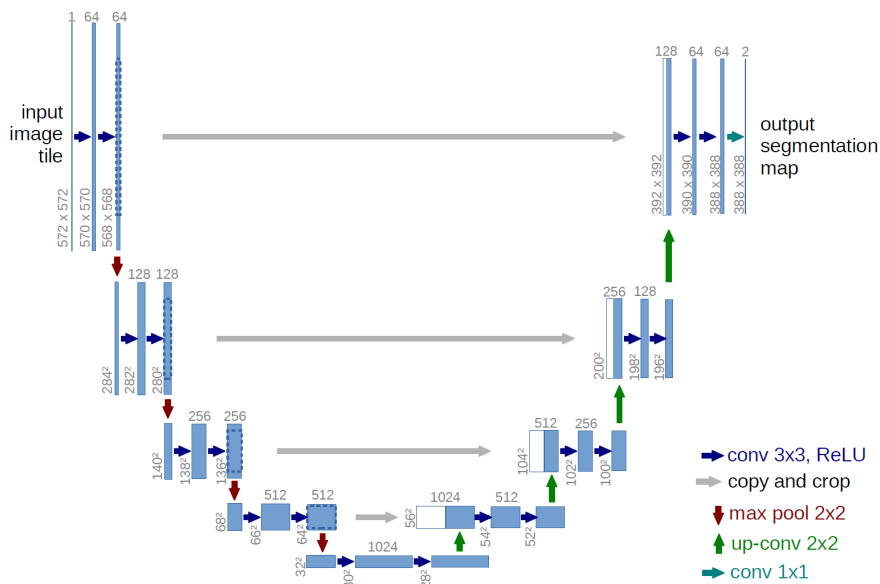 1 64 64
128 64 64 2
input
image
tile
output
segmentation
map
572 x 572
570 x 570
568 x 568
392 x 392
390 x 390
388 x 388
388 x 388
128 128
256 128
284²
282²
280²
200²
198²
196²
256 256
512 256
140²
138²
136²
104²
102²
100²
512 512
1024 512
68²
66²
64²
56²
54²
52²
1024
32²
conv 3x3, ReLU
copy and crop
max pool 2x2
up-conv 2x2
conv 1x1